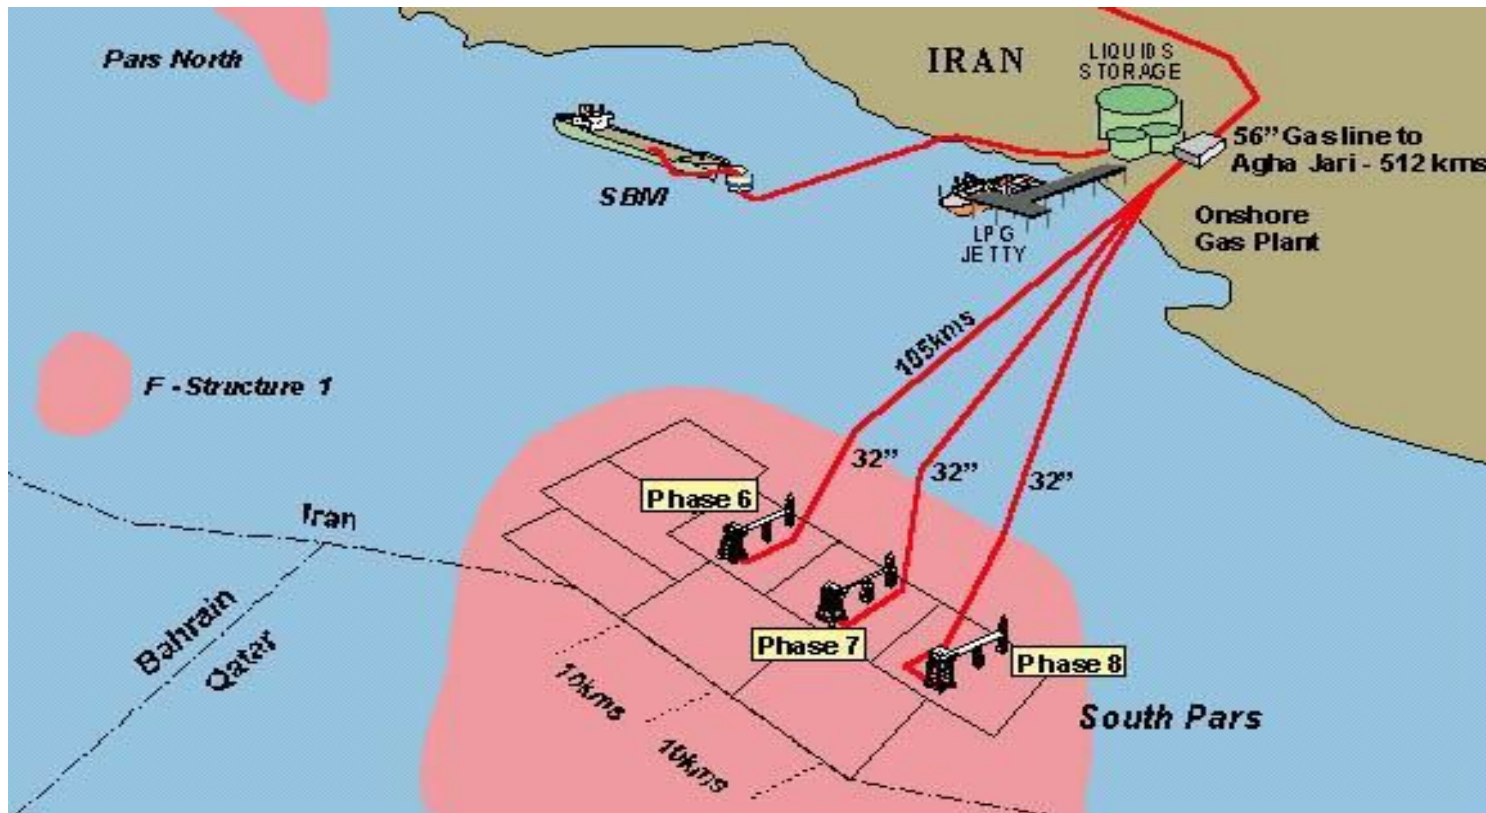 Pars North
IRAN
LIQUIDS
STORAGE
56" Gas line to
Agha Jari - 512 kms
SBM
Onshore
Gas Plant
LPG
JETTY
105kms
F - Structure 1
32"
32"
32"
Phase 6
Iran
Bahrain
Qatar
Phase 7
Phase 8
10kms
South Pars
10kms